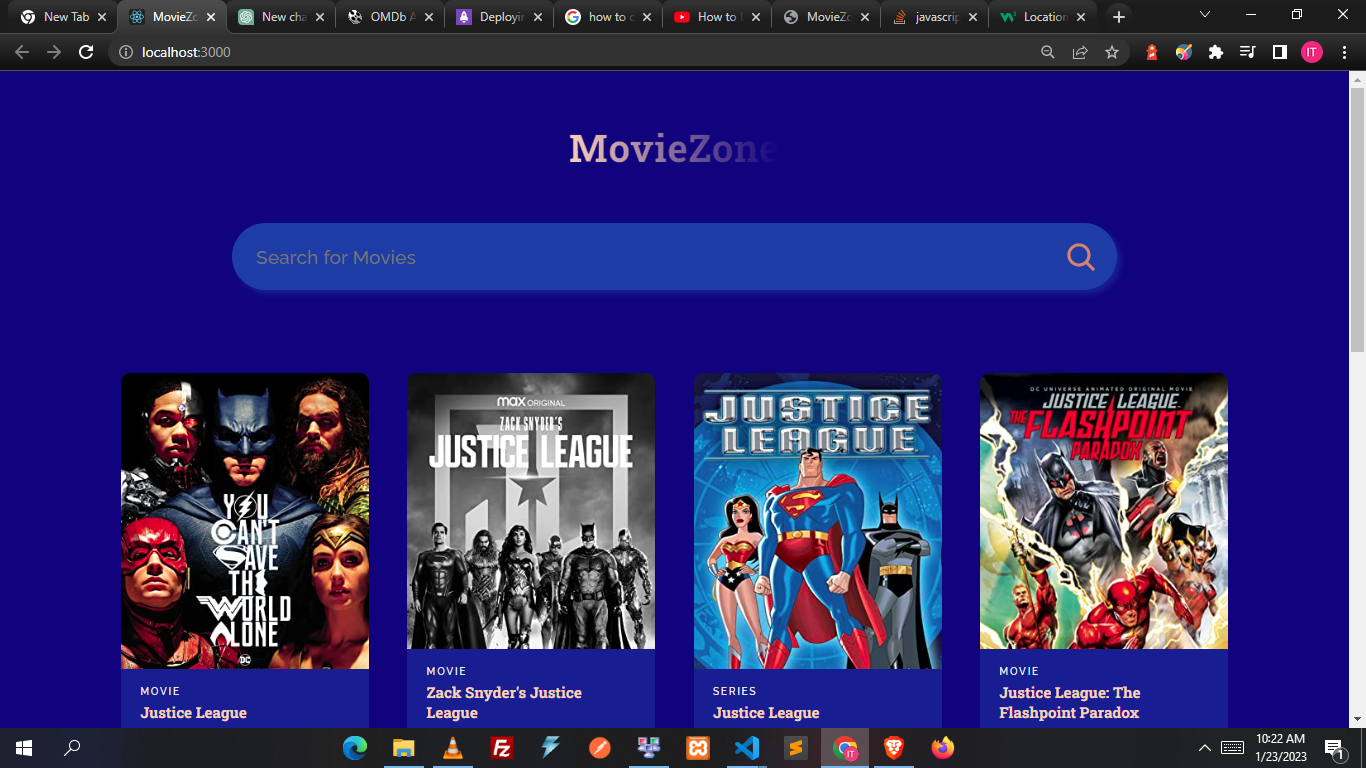 New Tab
MovieZo
New cha
OMDb A
Deployin
how to c
How to
MovieZo
javascrip
Location
localhost:3000
IT
MovieZone
Search for Movies
YOU
CAN'T
SAVE
THE
WORLD
ALONE
DC
max ORIGINAL
ZACK SNYDER'S
JUSTICE LEAGUE
JUSTICE
LEAGUE
DC UNIVERSE ANIMATED ORIGINAL MOVIE
JUSTICE LEAGUE
THE FLASHPOINT
PARADOX
MOVIE
Justice League
MOVIE
Zack Snyder's Justice
League
SERIES
Justice League
MOVIE
Justice League: The
Flashpoint Paradox
10:22 AM
1/23/2023
1